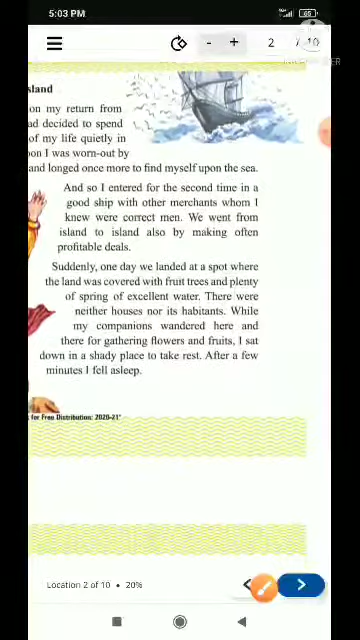 5:03 PM
65
2
/ 10
sland
on my return from
ad decided to spend
of my life quietly in
oon I was worn-out by
and longed once more to find myself upon the sea.
And so I entered for the second time in a
good ship with other merchants whom I
knew were correct men. We went from
island to island also by making often
profitable deals.
Suddenly, one day we landed at a spot where
the land was covered with fruit trees and plenty
of spring of excellent water. There were
neither houses nor its habitants. While
my companions wandered here and
there for gathering flowers and fruits, I sat
down in a shady place to take rest. After a few
minutes I fell asleep.
for Free Distribution: 2020-21"
Location 2 of 10 • 20%